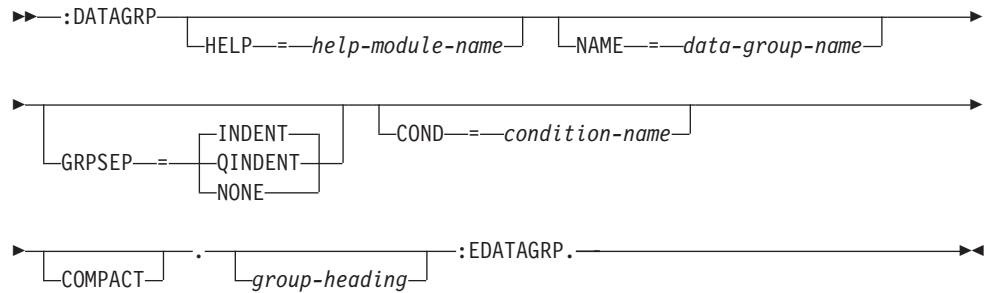 :DATAGRP
HELP = help-module-name
NAME = data-group-name
GRPSEP = INDENT
QINDENT
NONE
COND = condition-name
COMPACT
.
group-heading
:EDATAGRP.